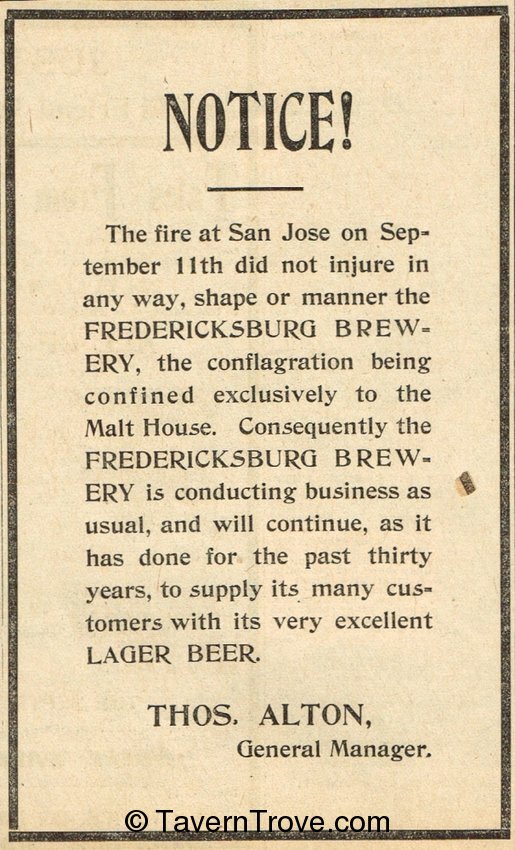 NOTICE!
The fire at San Jose on Sep-
tember 11th did not injure in
any way, shape or manner the
FREDERICKSBURG BREW-
ERY, the conflagration being
confined exclusively to the
Malt House. Consequently the
FREDERICKSBURG BREW-
ERY is conducting business as
usual, and will continue, as it
has done for the past thirty
years, to supply its many cus-
tomers with its very excellent
LAGER BEER.
THOS. ALTON,
General Manager.
© TavernTrove.com